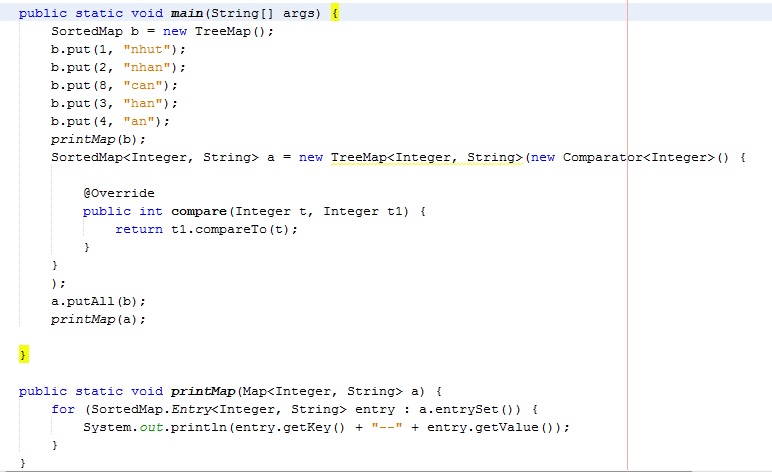 public static void main(String[] args) {
    SortedMap b = new TreeMap();
    b.put(1, "nhut");
    b.put(2, "nhan");
    b.put(8, "can");
    b.put(3, "han");
    b.put(4, "an");
    printMap(b);
    SortedMap<Integer, String> a = new TreeMap<Integer, String>(new Comparator<Integer>() {
        @Override
        public int compare(Integer t, Integer t1) {
            return t1.compareTo(t);
        }
    }
    );
    a.putAll(b);
    printMap(a);
}
public static void printMap(Map<Integer, String> a) {
    for (SortedMap.Entry<Integer, String> entry : a.entrySet()) {
        System.out.println(entry.getKey() + "--" + entry.getValue());
    }
}